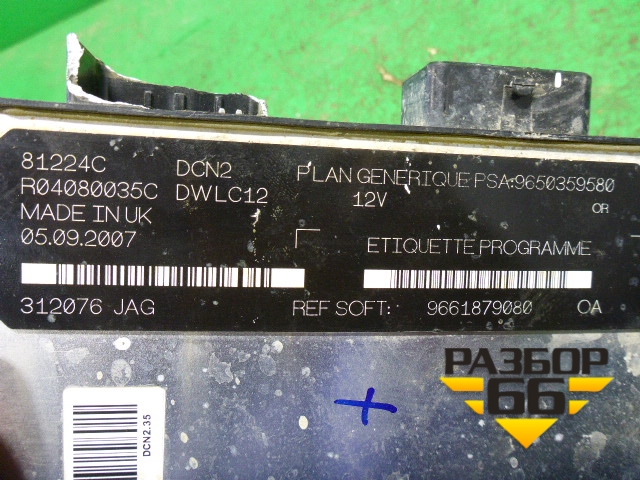 81224C DCN2 PLAN GENERIQUE PSA:9650359580
R04080035C DWLC12 12V OR
MADE IN UK
05.09.2007 ETIQUETTE PROGRAMME
312076 JAG REF SOFT: 9661879080 0A
DCN2.35
РАЗБОР
66